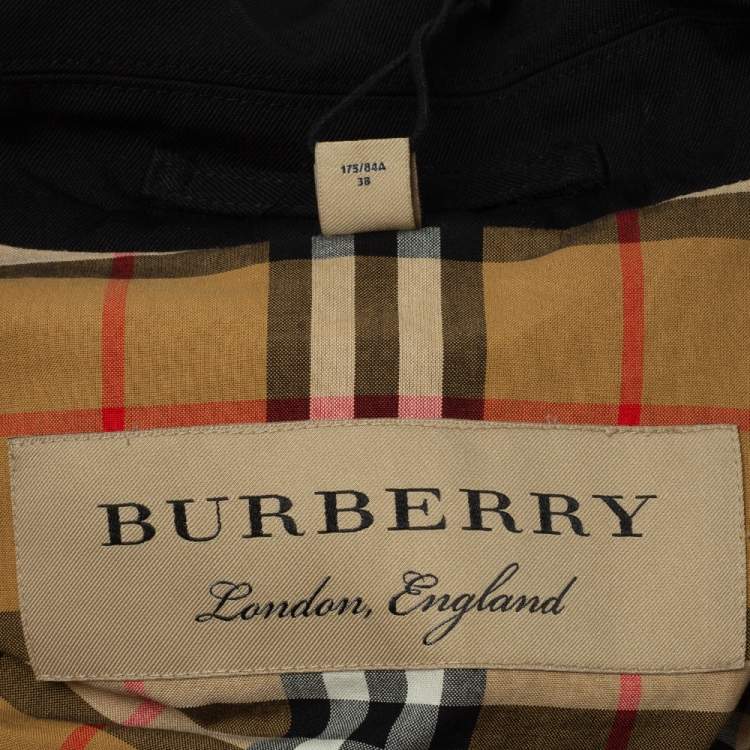 175/84A
38
BURBERRY
London, England